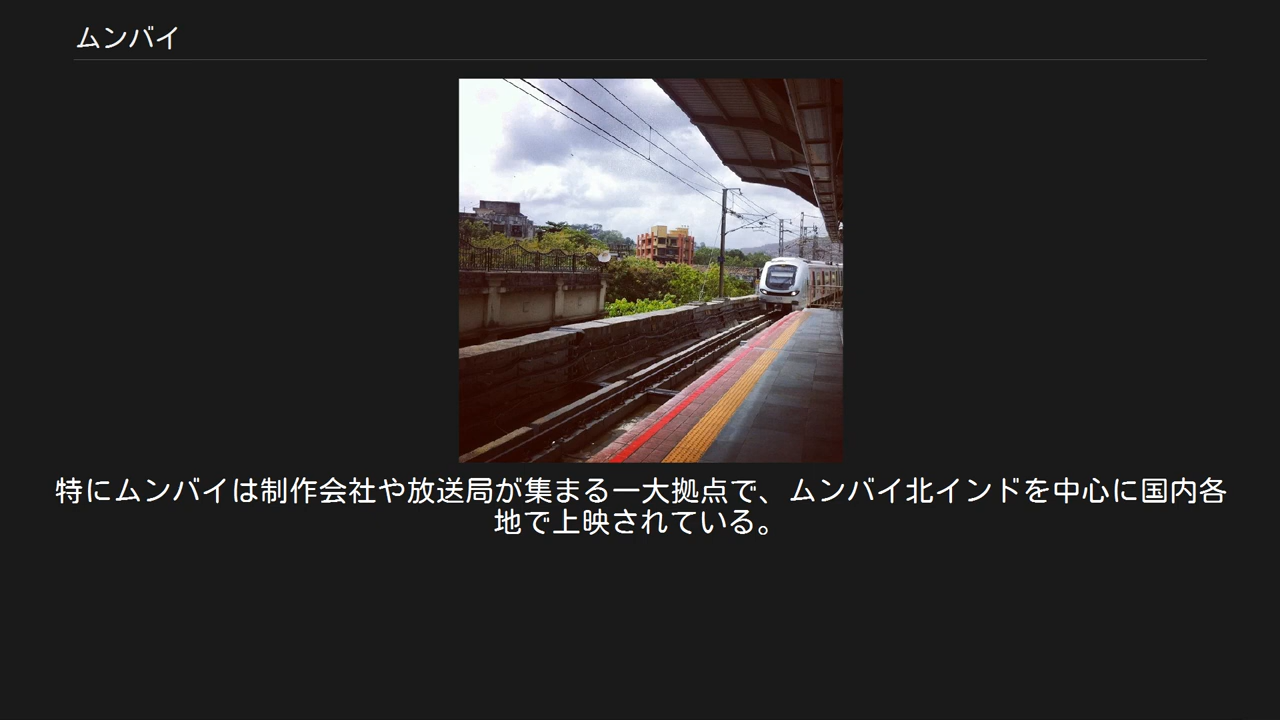 ムンバイ
特にムンバイは制作会社や放送局が集まる一大拠点で、ムンバイ北インドを中心に国内各
地で上映されている。